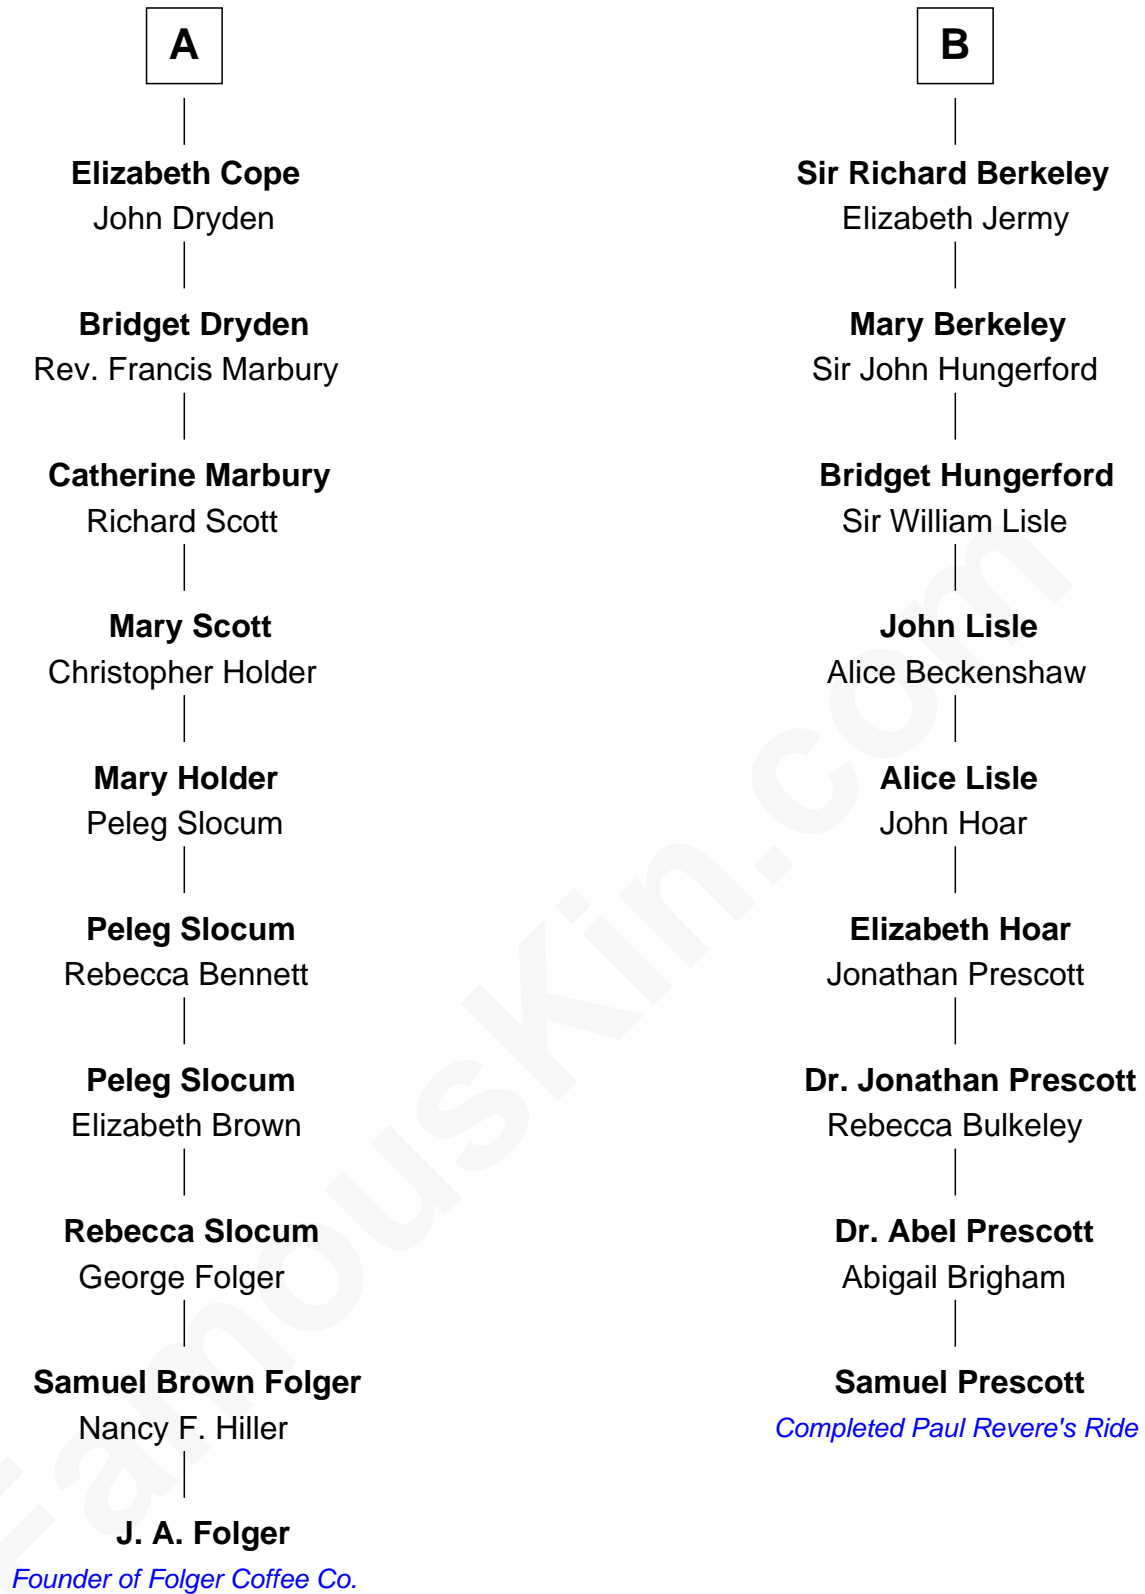 A
Elizabeth Cope
John Dryden
Bridget Dryden
Rev. Francis Marbury
Catherine Marbury
Richard Scott
Mary Scott
Christopher Holder
Mary Holder
Peleg Slocum
Peleg Slocum
Rebecca Bennett
Peleg Slocum
Elizabeth Brown
Rebecca Slocum
George Folger
Samuel Brown Folger
Nancy F. Hiller
J. A. Folger
Founder of Folger Coffee Co.
B
Sir Richard Berkeley
Elizabeth Jermy
Mary Berkeley
Sir John Hungerford
Bridget Hungerford
Sir William Lisle
John Lisle
Alice Beckenshaw
Alice Lisle
John Hoar
Elizabeth Hoar
Jonathan Prescott
Dr. Jonathan Prescott
Rebecca Bulkeley
Dr. Abel Prescott
Abigail Brigham
Samuel Prescott
Completed Paul Revere's Ride
FamousKin.com